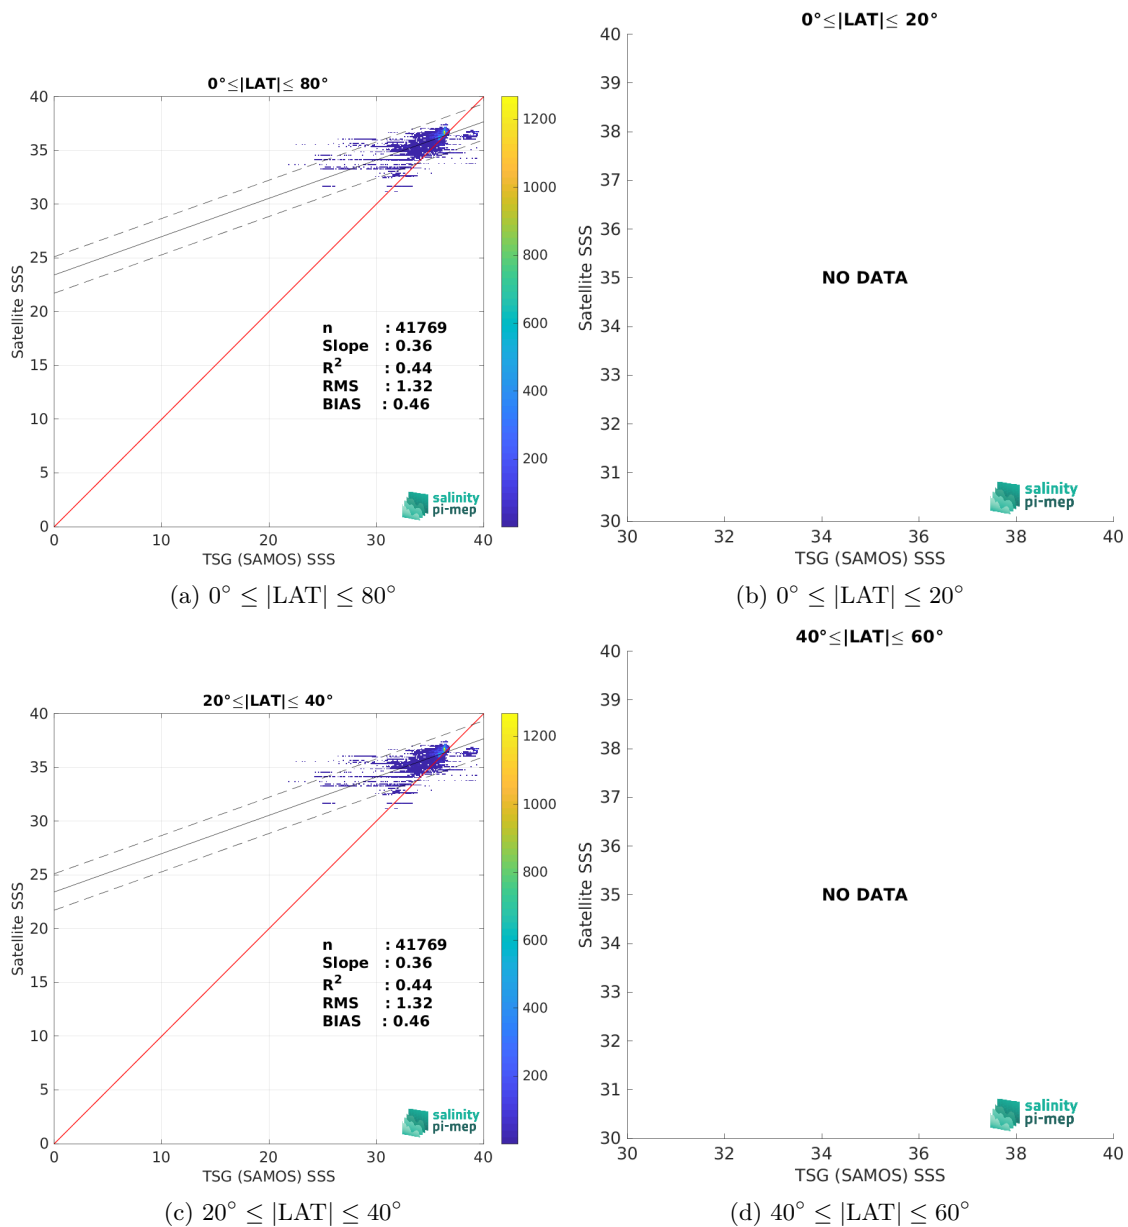 0°≤|LAT|≤ 80°
40
35
30
25
20
15
10
5
0
Satellite SSS
0 10 20 30 40
TSG (SAMOS) SSS
1200
1000
800
600
400
200
n : 41769
Slope : 0.36
R² : 0.44
RMS : 1.32
BIAS : 0.46
salinity
pi-mep
(a) 0° ≤ |LAT| ≤ 80°
0°≤|LAT|≤ 20°
40
39
38
37
36
35
34
33
32
31
30
Satellite SSS
NO DATA
salinity
pi-mep
30 32 34 36 38 40
TSG (SAMOS) SSS
(b) 0° ≤ |LAT| ≤ 20°
20°≤|LAT|≤ 40°
40
35
30
25
20
15
10
5
0
Satellite SSS
0 10 20 30 40
TSG (SAMOS) SSS
1200
1000
800
600
400
200
n : 41769
Slope : 0.36
R² : 0.44
RMS : 1.32
BIAS : 0.46
salinity
pi-mep
(c) 20° ≤ |LAT| ≤ 40°
40°≤|LAT|≤ 60°
40
39
38
37
36
35
34
33
32
31
30
Satellite SSS
NO DATA
salinity
pi-mep
30 32 34 36 38 40
TSG (SAMOS) SSS
(d) 40° ≤ |LAT| ≤ 60°